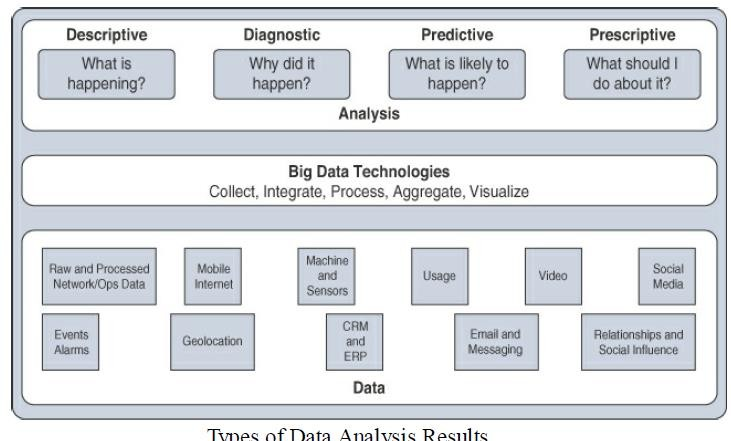 Descriptive Diagnostic Predictive Prescriptive
What is
happening?
Why did it
happen?
What is likely to
happen?
What should I
do about it?
Analysis
Big Data Technologies
Collect, Integrate, Process, Aggregate, Visualize
Raw and Processed
Network/Ops Data
Mobile
Internet
Machine
and
Sensors
Usage
Video
Social
Media
Events
Alarms
Geolocation
CRM
and
ERP
Email and
Messaging
Relationships and
Social Influence
Data
Types of Data Analysis Results